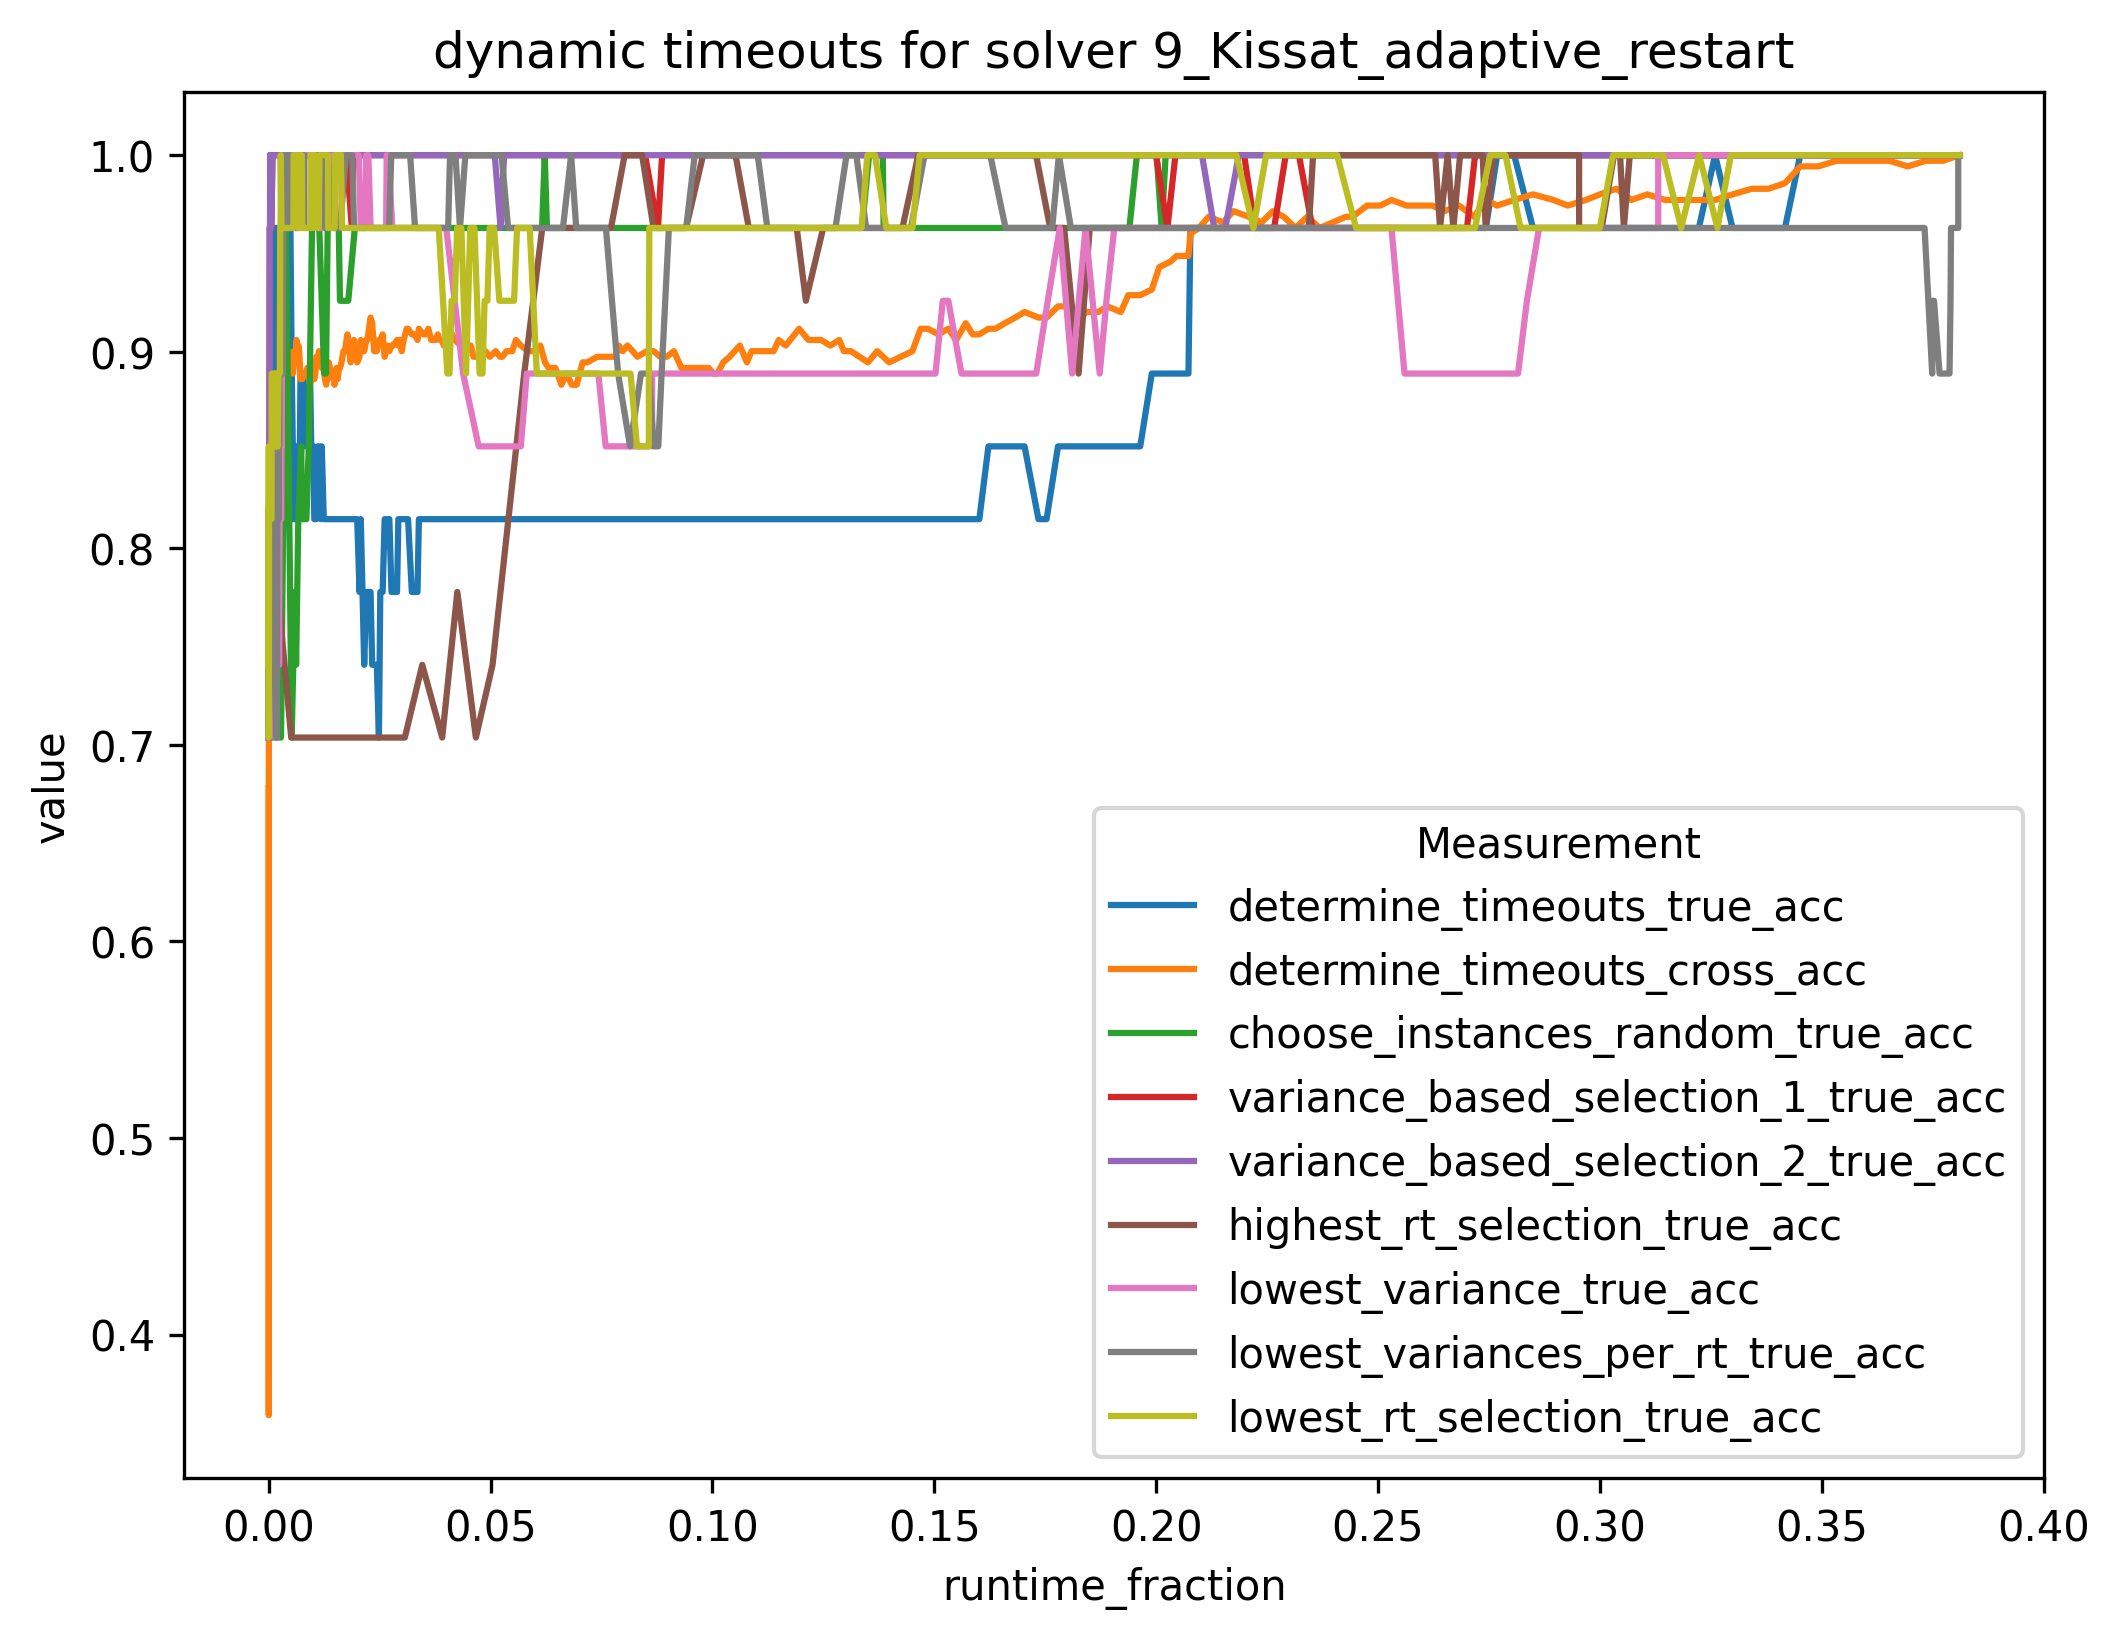 dynamic timeouts for solver 9_Kissat_adaptive_restart
1.0
0.9
0.8
0.7
0.6
0.5
0.4
value
Measurement
determine_timeouts_true_acc
determine_timeouts_cross_acc
choose_instances_random_true_acc
variance_based_selection_1_true_acc
variance_based_selection_2_true_acc
highest_rt_selection_true_acc
lowest_variance_true_acc
lowest_variances_per_rt_true_acc
lowest_rt_selection_true_acc
0.00 0.05 0.10 0.15 0.20 0.25 0.30 0.35 0.40
runtime_fraction